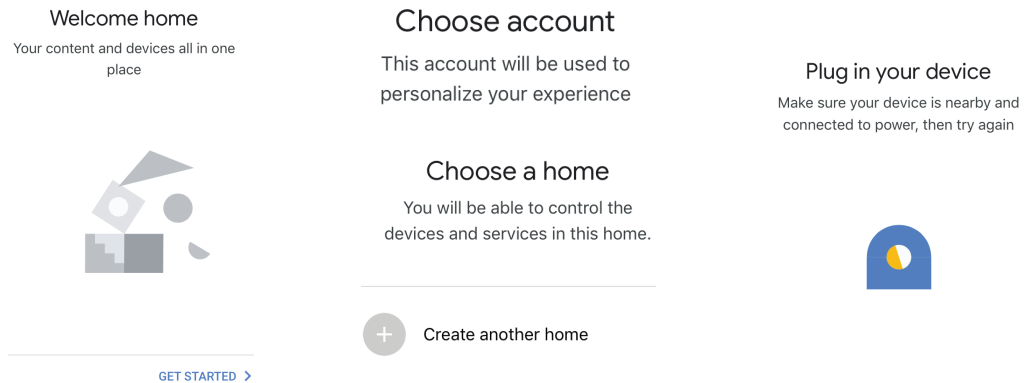 Welcome home
Your content and devices all in one
place
GET STARTED
Choose account
This account will be used to
personalize your experience
Choose a home
You will be able to control the
devices and services in this home.
Create another home
Plug in your device
Make sure your device is nearby and
connected to power, then try again